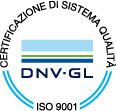 CERTIFICAZIONE DI SISTEMA QUALITÀ
DNV·GL
ISO 9001